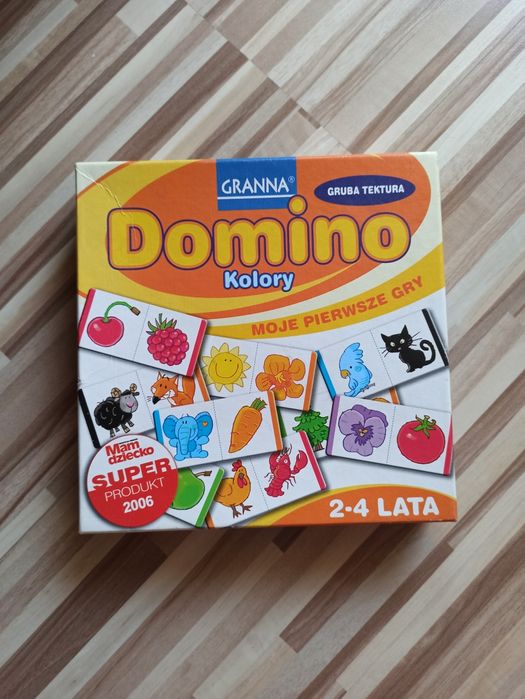 GRANNA®
GRUBA TEKTURA
Domino
Kolory
MOJE PIERWSZE GRY
Mam
dziecko
SUPER
PRODUKT
2006
2-4 LATA